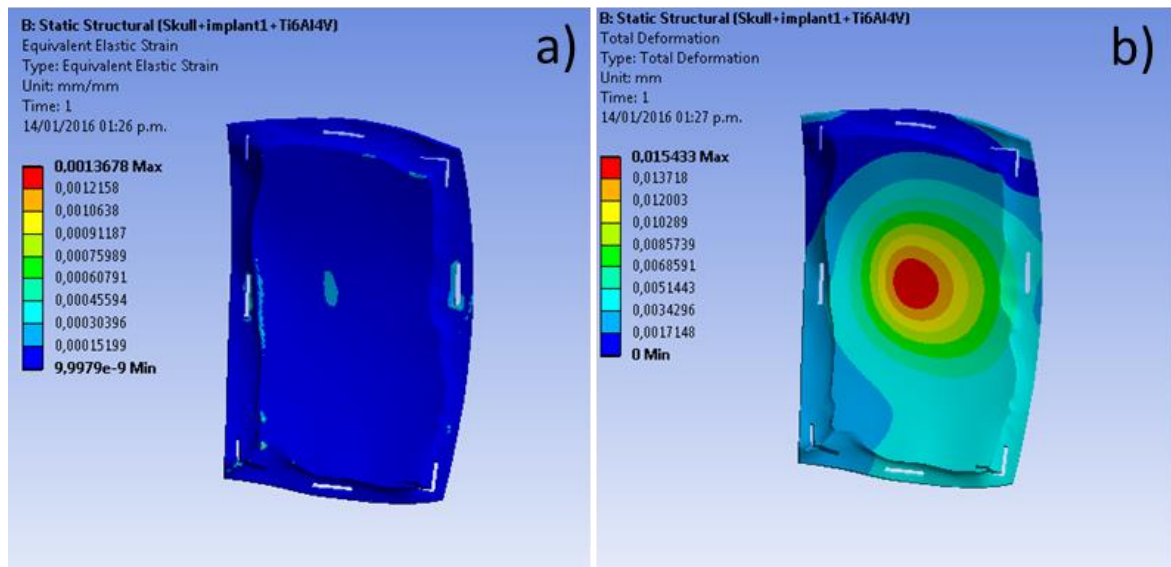 B: Static Structural (Skull+implant1+Ti6Al4V)
Equivalent Elastic Strain
Type: Equivalent Elastic Strain
Unit: mm/mm
Time: 1
14/01/2016 01:26 p.m.
a)
0,0013678 Max
0,0012158
0,0010638
0,00091187
0,00075989
0,00060791
0,00045594
0,00030396
0,00015199
9,9979e-9 Min
B: Static Structural (Skull+implant1+Ti6Al4V)
Total Deformation
Type: Total Deformation
Unit: mm
Time: 1
14/01/2016 01:27 p.m.
b)
0,015433 Max
0,013718
0,012003
0,010289
0,0085739
0,0068591
0,0051443
0,0034296
0,0017148
0 Min